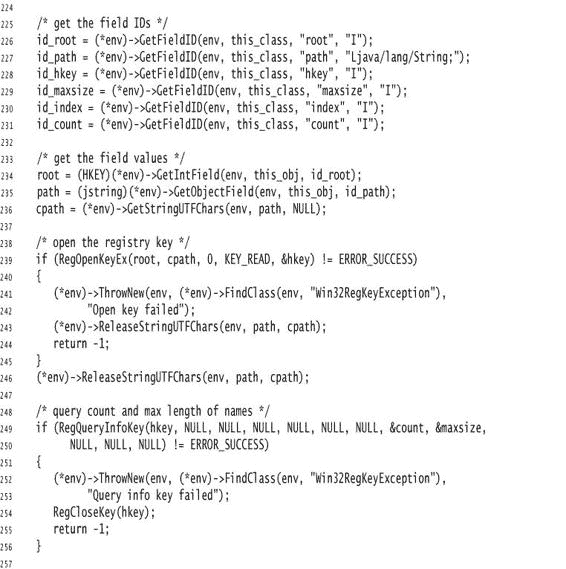 224
225 /* get the field IDs */
226 id_root = (*env)->GetFieldID(env, this_class, "root", "I");
227 id_path = (*env)->GetFieldID(env, this_class, "path", "Ljava/lang/String;");
228 id_hkey = (*env)->GetFieldID(env, this_class, "hkey", "I");
229 id_maxsize = (*env)->GetFieldID(env, this_class, "maxsize", "I");
230 id_index = (*env)->GetFieldID(env, this_class, "index", "I");
231 id_count = (*env)->GetFieldID(env, this_class, "count", "I");
232
233 /* get the field values */
234 root = (HKEY)(*env)->GetIntField(env, this_obj, id_root);
235 path = (jstring)(*env)->GetObjectField(env, this_obj, id_path);
236 cpath = (*env)->GetStringUTFChars(env, path, NULL);
237
238 /* open the registry key */
239 if (RegOpenKeyEx(root, cpath, 0, KEY_READ, &hkey) != ERROR_SUCCESS)
240 {
241 (*env)->ThrowNew(env, (*env)->FindClass(env, "Win32RegKeyException"),
242 "Open key failed");
243 (*env)->ReleaseStringUTFChars(env, path, cpath);
244 return -1;
245 }
246 (*env)->ReleaseStringUTFChars(env, path, cpath);
247
248 /* query count and max length of names */
249 if (RegQueryInfoKey(hkey, NULL, NULL, NULL, NULL, NULL, NULL, &count, &maxsize,
250 NULL, NULL, NULL) != ERROR_SUCCESS)
251 {
252 (*env)->ThrowNew(env, (*env)->FindClass(env, "Win32RegKeyException"),
253 "Query info key failed");
254 RegCloseKey(hkey);
255 return -1;
256 }
257